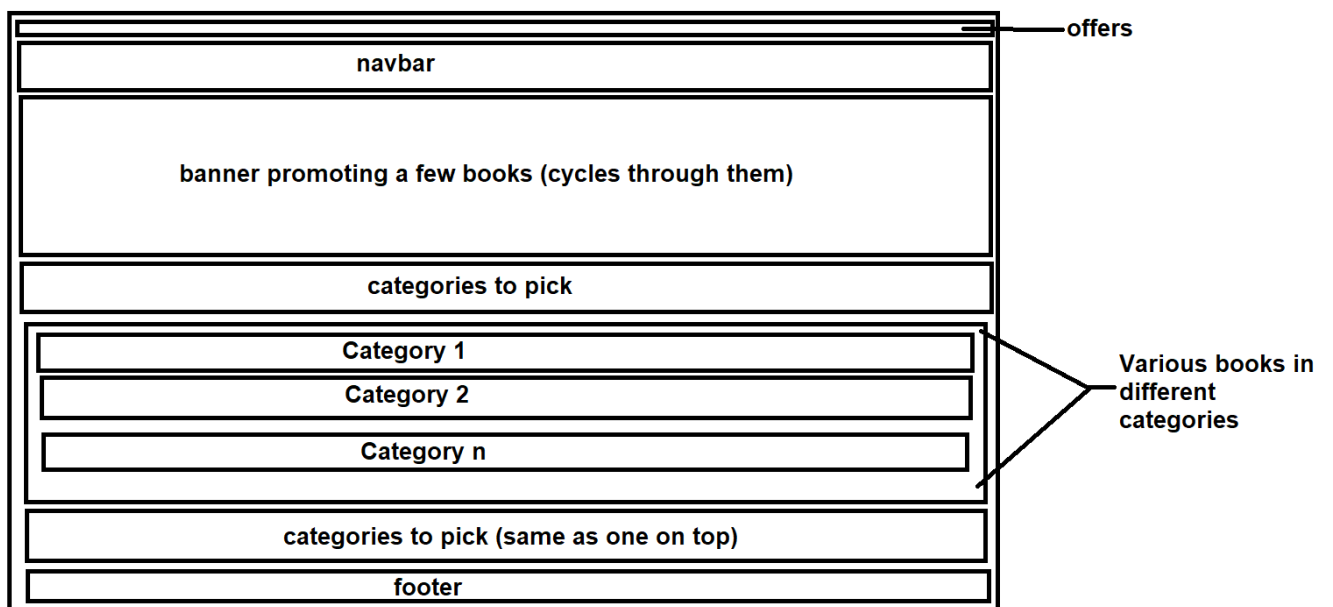 offers
navbar
banner promoting a few books (cycles through them)
categories to pick
Category 1
Category 2
Category n
Various books in
different
categories
categories to pick (same as one on top)
footer